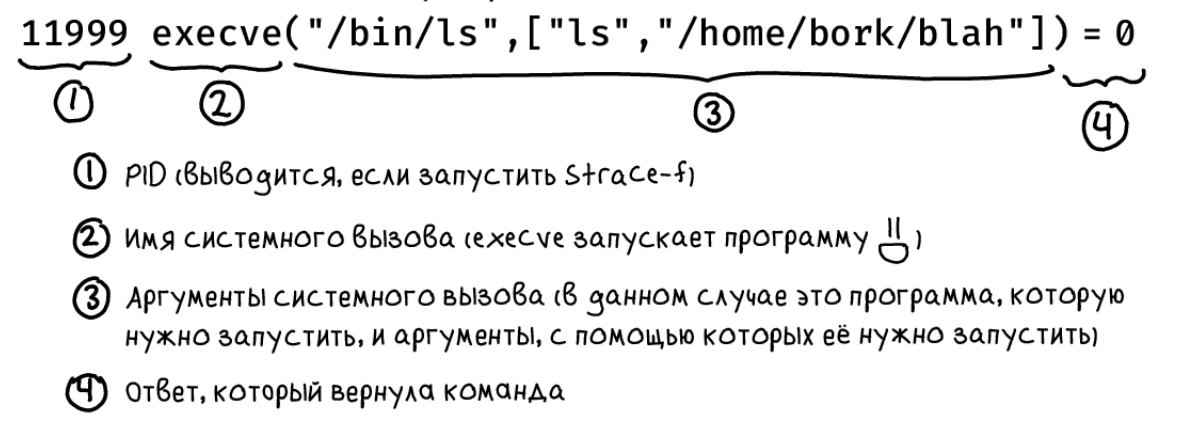 11999 execve("/bin/ls",["ls","/home/bork/blah"]) = 0
1 2 3 4
1 PID (выводится, если запустить Strace-f)
2 Имя системного вызова (execve запускает программу )
3 Аргументы системного вызова (в данном случае это программа, которую
нужно запустить, и аргументы, с помощью которых её нужно запустить)
4 Ответ, который вернула команда